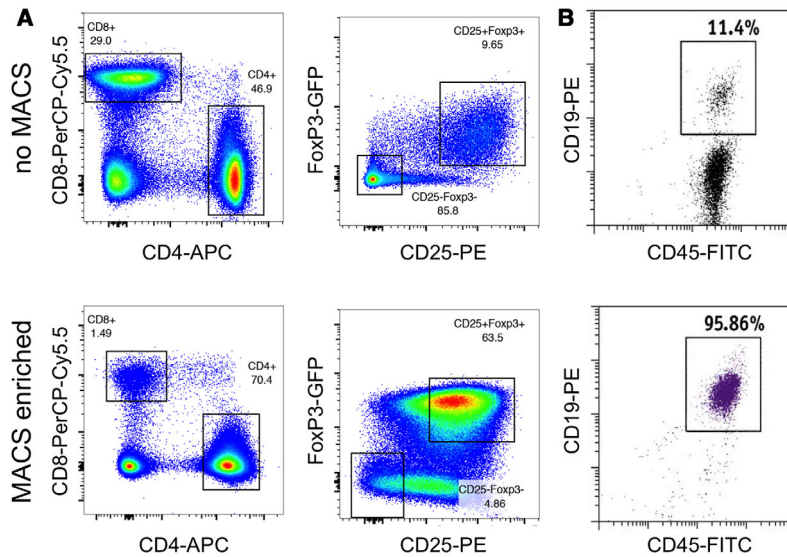 A
B
no MACS
CD8+
29.0
CD4+
46.9
CD8-PerCP-Cy5.5
CD4-APC
CD25+Foxp3+
9.65
CD25-Foxp3-
85.8
FoxP3-GFP
CD25-PE
11.4%
CD19-PE
CD45-FITC
MACS enriched
CD8+
1.49
CD4+
70.4
CD8-PerCP-Cy5.5
CD4-APC
CD25+Foxp3+
63.5
CD25-Foxp3-
4.86
FoxP3-GFP
CD25-PE
95.86%
CD19-PE
CD45-FITC